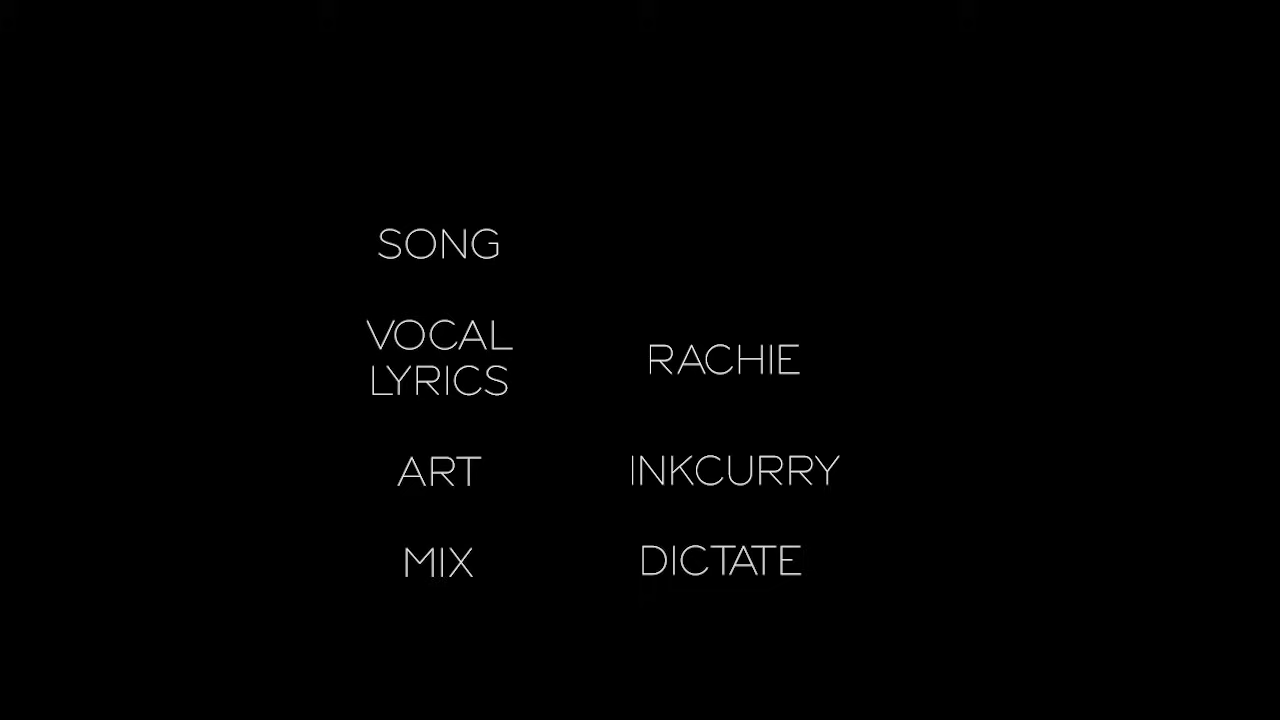 SONG
VOCAL
LYRICS
RACHIE
ART
INKCURRY
MIX
DICTATE